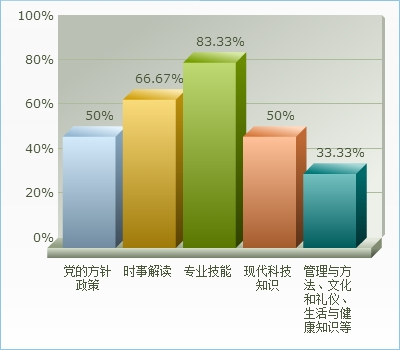 100%
80%
60%
40%
20%
0%
50%
66.67%
83.33%
50%
33.33%
党的方针
政策
时事解读
专业技能
现代科技
知识
管理与方
法、文化
和礼仪、
生活与健
康知识等